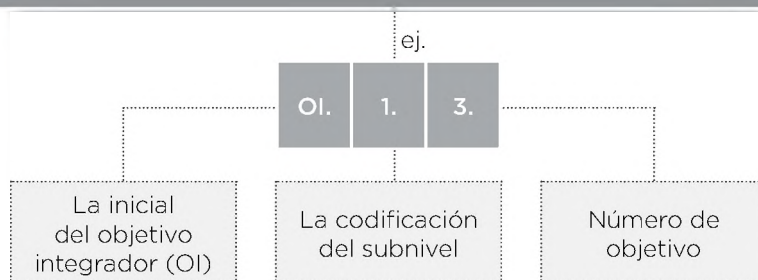 ej.
OI. 1. 3.
La inicial
del objetivo
integrador (OI)
La codificación
del subnivel
Número de
objetivo